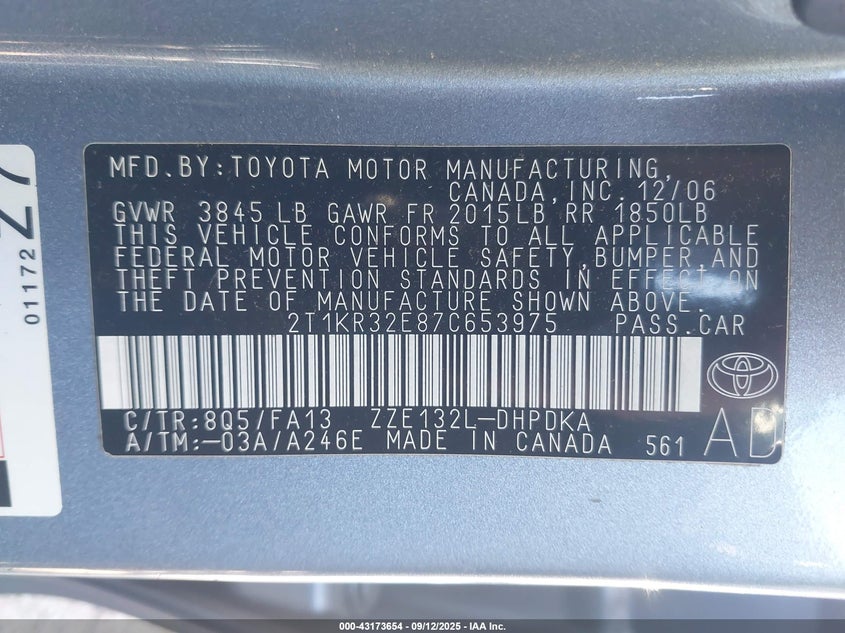 MFD.BY:TOYOTA MOTOR MANUFACTURING,
CANADA,INC. 12/06
GVWR 3845 LB GAWR FR 2015LB RR 1850LB
THIS VEHICLE CONFORMS TO ALL APPLICABLE
FEDERAL MOTOR VEHICLE SAFETY,BUMPER,AND
THEFT PREVENTION STANDARDS IN EFFECT ON
THE DATE OF MANUFACTURE SHOWN ABOVE.
2T1KR32E87C653975 PASS.CAR
C/TR:8Q5/FA13 ZZE132L-DHPDKA
A/TM:-03A/A246E MADE IN CANADA 561
AD
01172
27
000-43173654 - 09/12/2025 - IAA Inc.